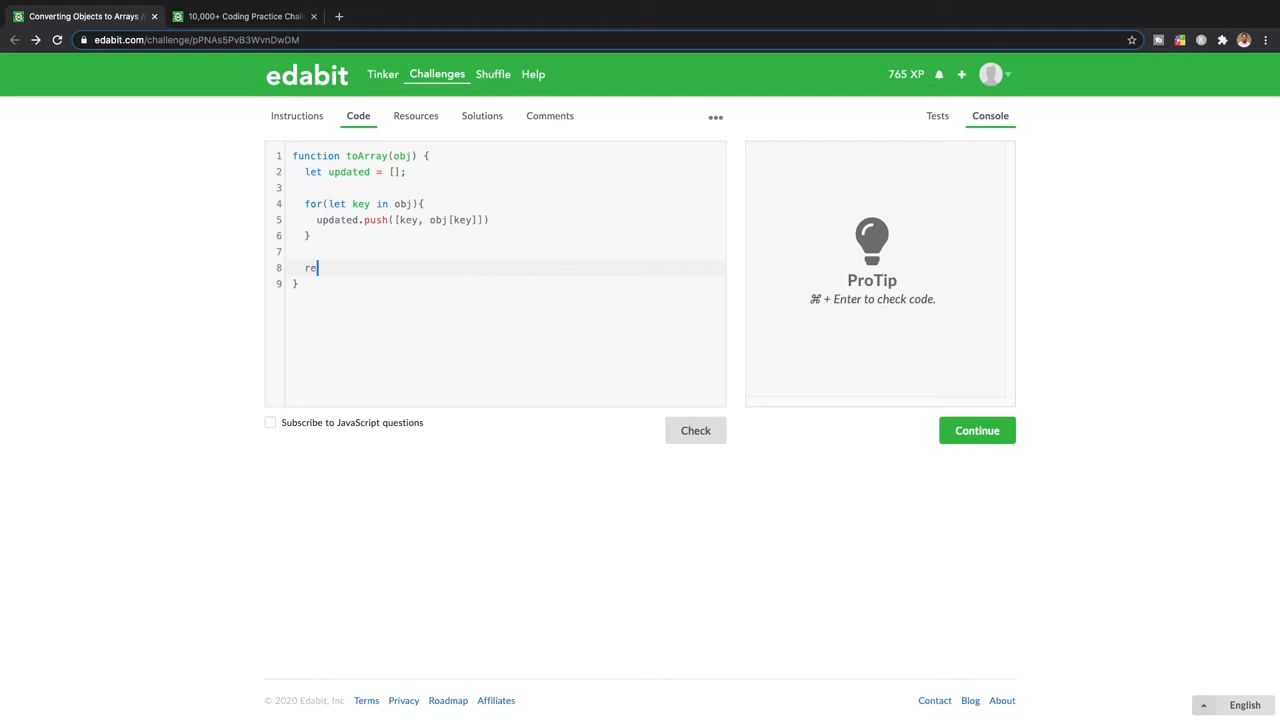 Converting Objects to Arrays /
10,000+ Coding Practice Chal
edabit.com/challenge/pPNAs5PvB3WvnDwDM
edabit Tinker Challenges Shuffle Help 765 XP
Instructions Code Resources Solutions Comments ••• Tests Console
1 function toArray(obj) {
2 let updated = [];
3
4 for(let key in obj){
5 updated.push([key, obj[key]])
6 }
7
8 re
9 }
ProTip
⌘ + Enter to check code.
Subscribe to JavaScript questions Check Continue
© 2020 Edabit, Inc Terms Privacy Roadmap Affiliates Contact Blog About
English